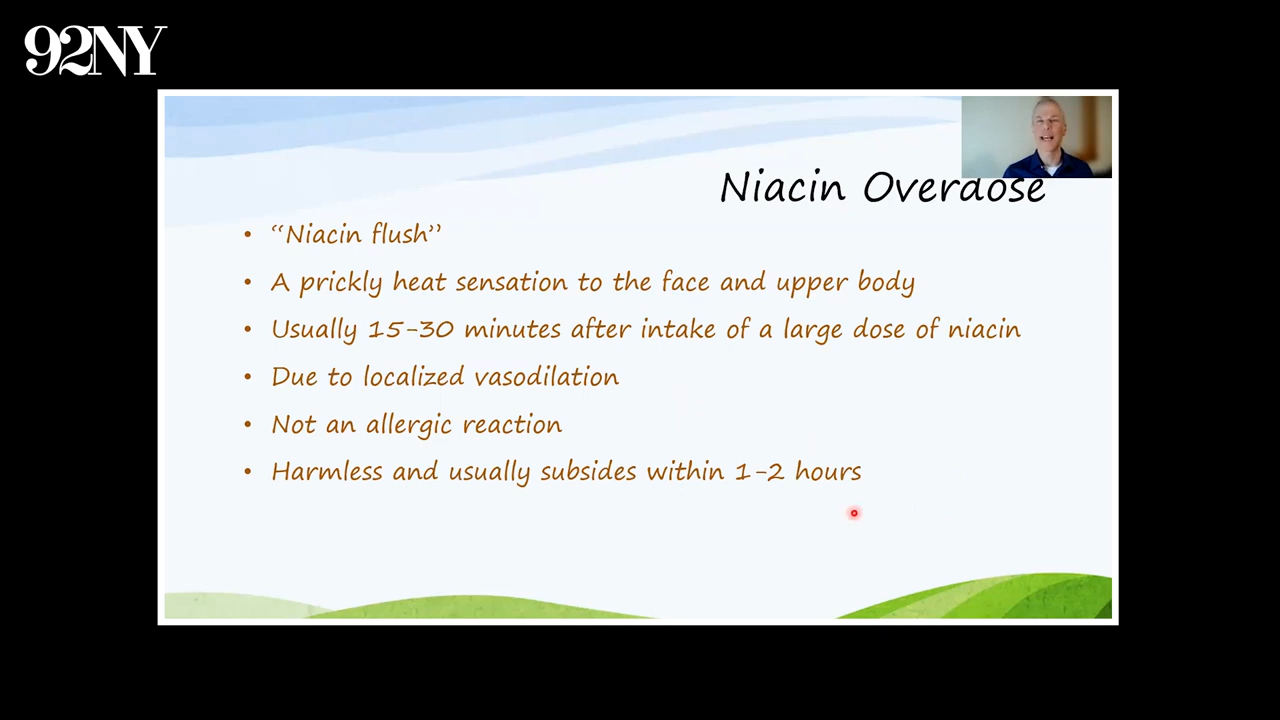 92NY
Niacin Overdose
• “Niacin flush”
• A prickly heat sensation to the face and upper body
• Usually 15-30 minutes after intake of a large dose of niacin
• Due to localized vasodilation
• Not an allergic reaction
• Harmless and usually subsides within 1-2 hours